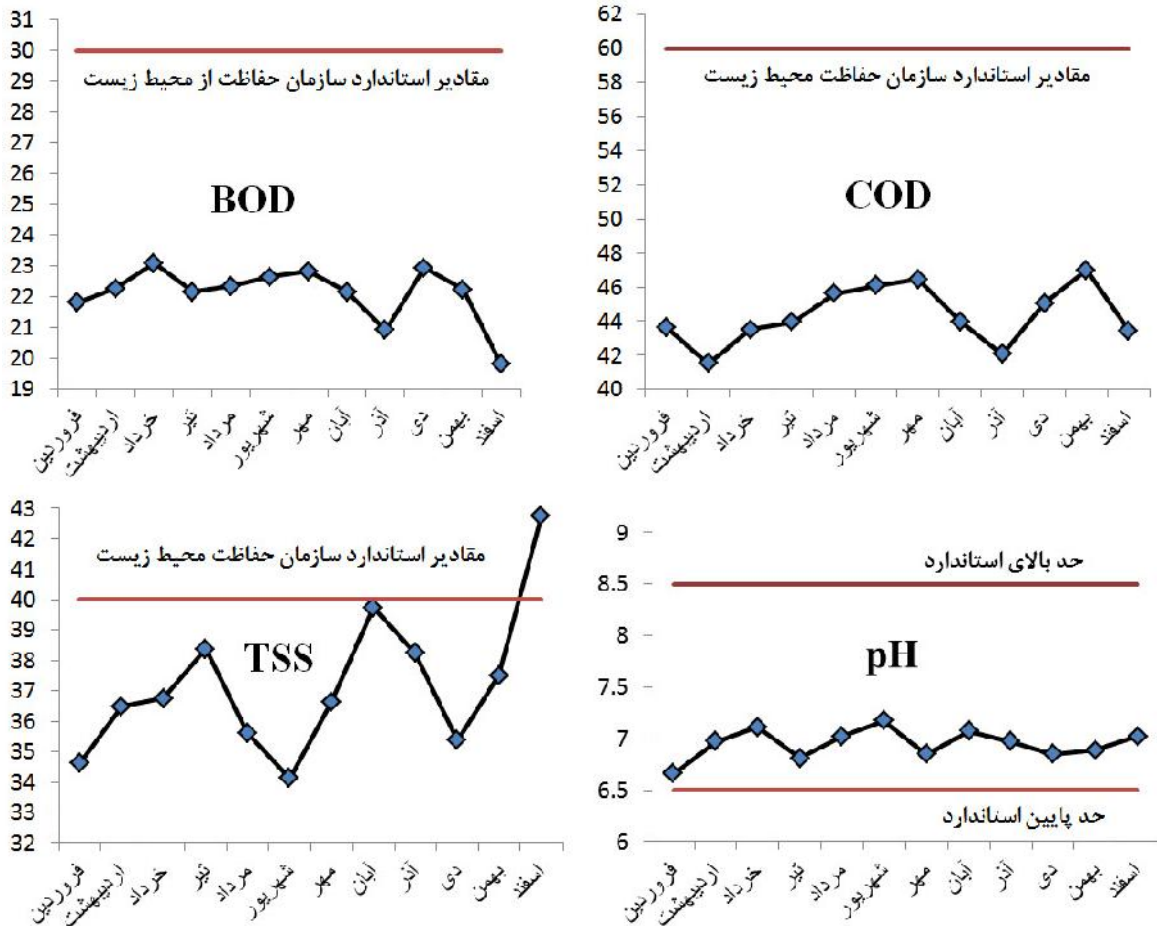 31
30
29
28
27
26
25
24
23
22
21
20
19
مقادیر استاندارد سازمان حفاظت از محیط زیست
BOD
فروردین
اردیبهشت
خرداد
تیر
مرداد
شهریور
مهر
آبان
آذر
دی
بهمن
اسفند
62
60
58
56
54
52
50
48
46
44
42
40
مقادیر استاندارد سازمان حفاظت محیط زیست
COD
فروردین
اردیبهشت
خرداد
تیر
مرداد
شهریور
مهر
آبان
آذر
دی
بهمن
اسفند
43
42
41
40
39
38
37
36
35
34
33
32
مقادیر استاندارد سازمان حفاظت محیط زیست
TSS
فروردین
اردیبهشت
خرداد
تیر
مرداد
شهریور
مهر
آبان
آذر
دی
بهمن
اسفند
9
8.5
8
7.5
7
6.5
6
حد بالای استاندارد
pH
حد پایین استاندارد
فروردین
اردیبهشت
خرداد
تیر
مرداد
شهریور
مهر
آبان
آذر
دی
بهمن
اسفند